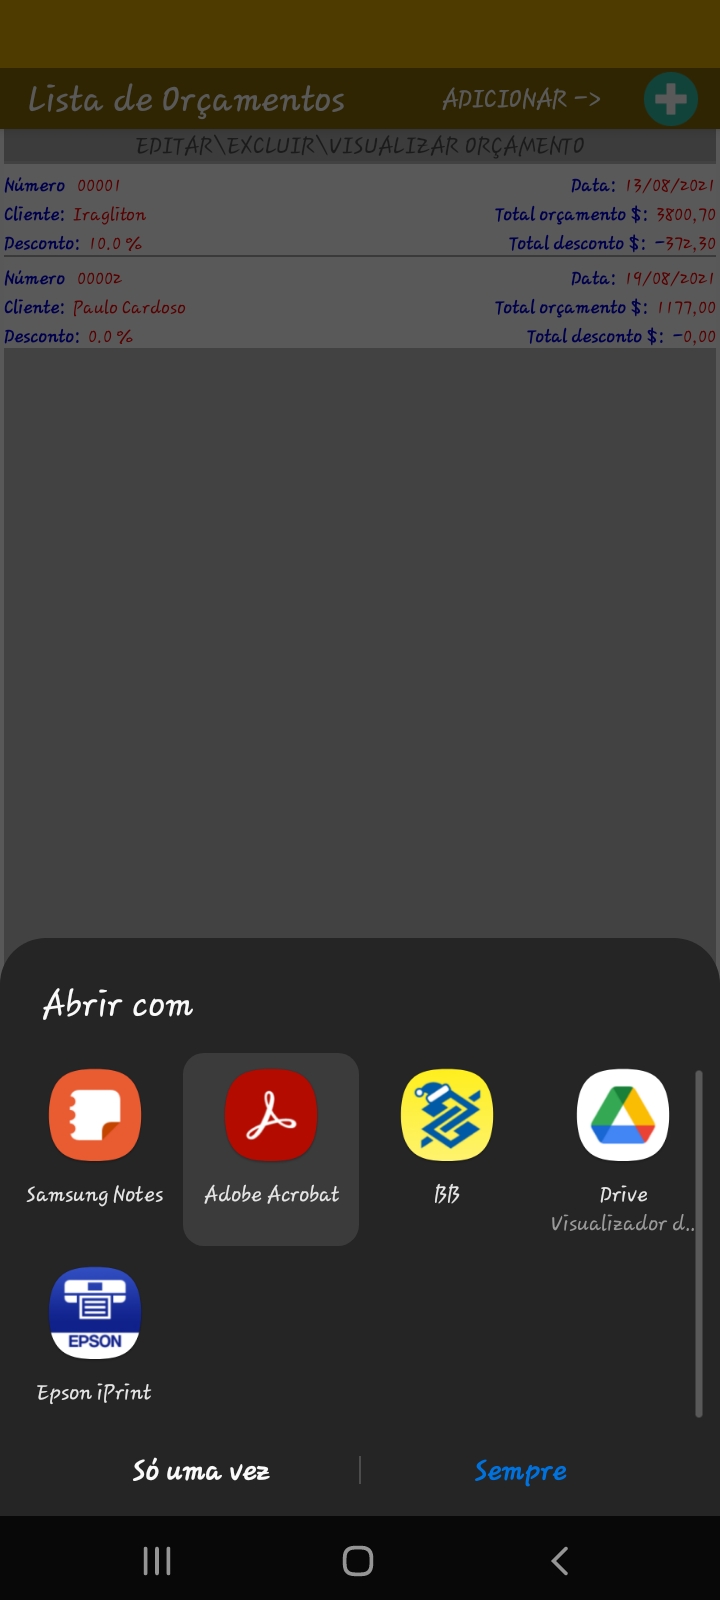 Lista de Orçamentos ADICIONAR ->
EDITAR\EXCLUIR\VISUALIZAR ORÇAMENTO
Número 00001 Data: 13/08/2021
Cliente: Iragliton Total orçamento $: 3800,70
Desconto: 10.0 % Total desconto $: -372,30
Número 00002 Data: 19/08/2021
Cliente: Paulo Cardoso Total orçamento $: 1177,00
Desconto: 0.0 % Total desconto $: -0,00
Abrir com
Samsung Notes Adobe Acrobat BB Drive
Visualizador d..
EPSON
Epson iPrint
Só uma vez Sempre